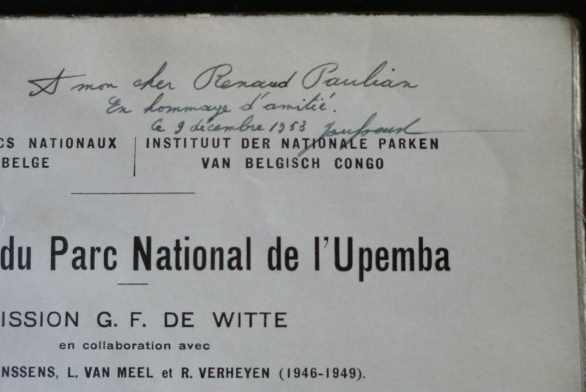 A mon cher Renaud Paulian
En hommage d'amitié.
Le 9 décembre 1953
CS NATIONAUX
BELGE
INSTITUUT DER NATIONALE PARKEN
VAN BELGISCH CONGO
du Parc National de l'Upemba
ISSION G. F. DE WITTE
en collaboration avec
NSSENS, L. VAN MEEL et R. VERHEYEN (1946-1949).